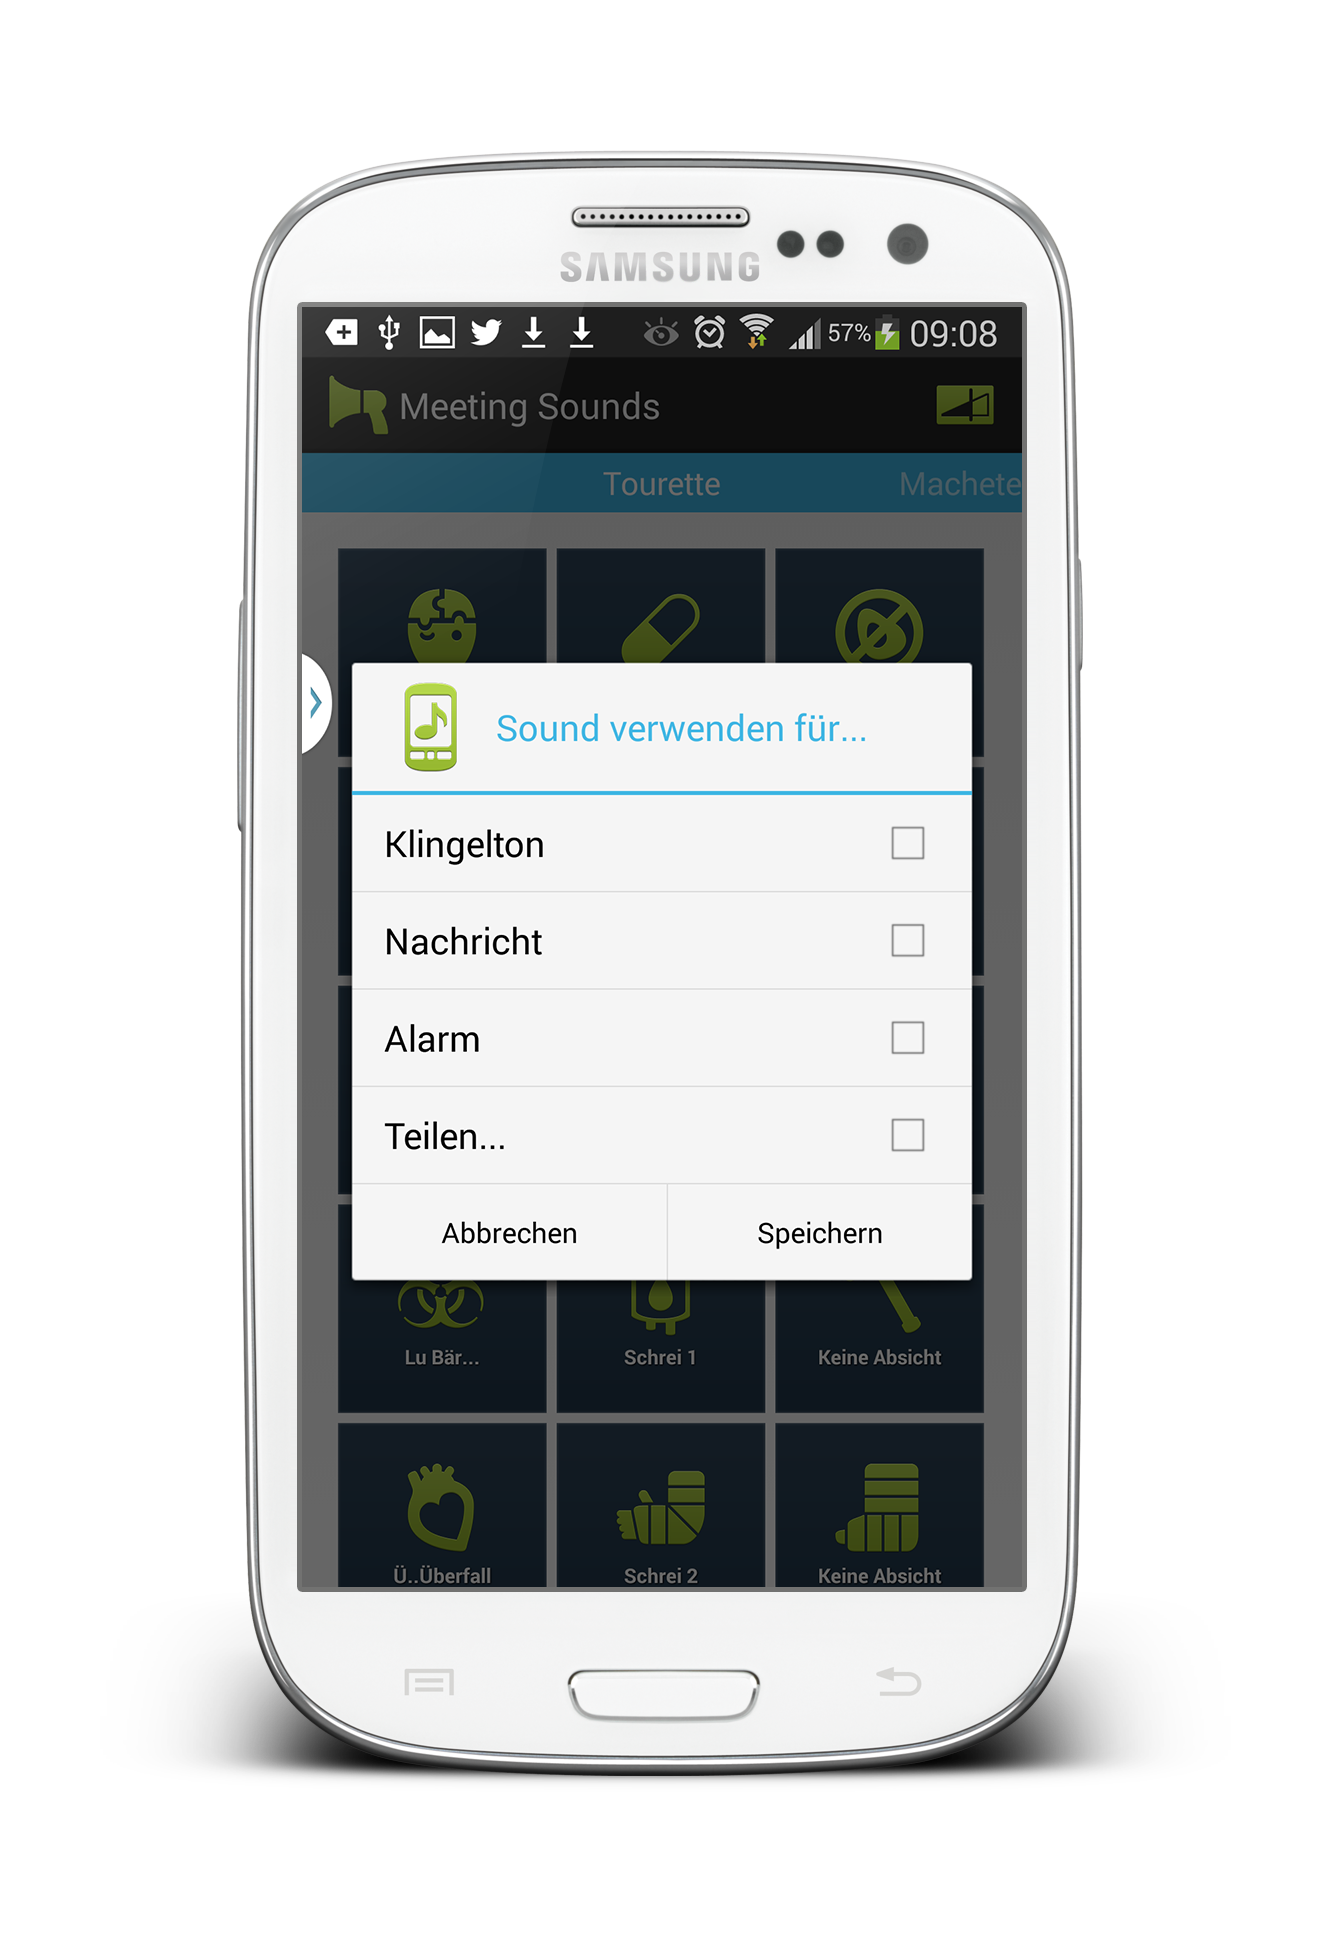 SAMSUNG
57% 09:08
Meeting Sounds
Tourette Machete
Sound verwenden für...
Klingelton
Nachricht
Alarm
Teilen...
Abbrechen Speichern
Lu Bär... Schrei 1 Keine Absicht
Ü..Überfall Schrei 2 Keine Absicht